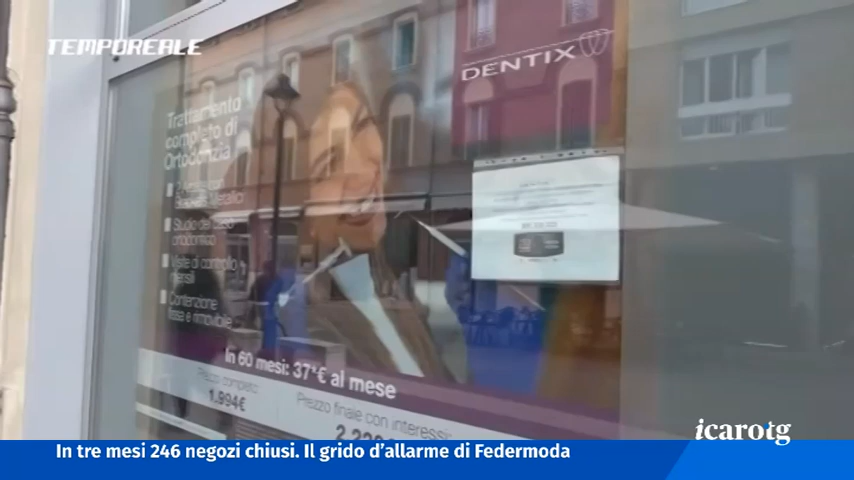 TEMPOREALE
DENTIX
Trattamento
completo di
Ortodonzia
Studio del caso
ortodontico
Visite di controllo
mensili
Contenzione
fissa e rimovibile
In 60 mesi: 37*€ al mese
Prezzo completo
1.994€
Prezzo finale con interessi
icarotg
In tre mesi 246 negozi chiusi. Il grido d'allarme di Federmoda